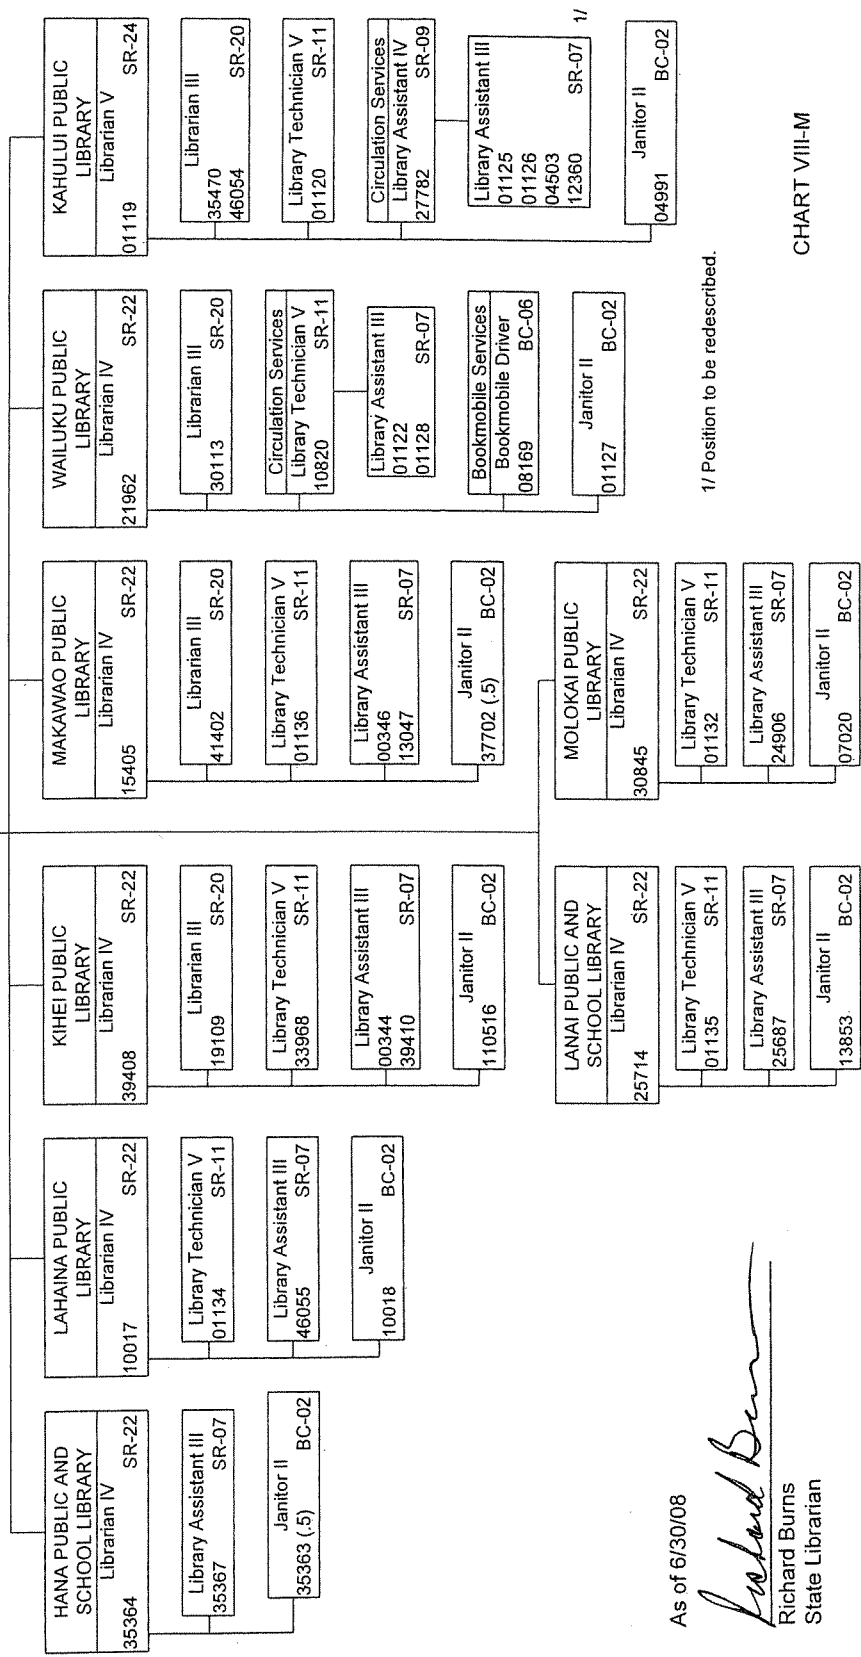 HANA PUBLIC AND
SCHOOL LIBRARY
Librarian IV
35364 SR-22
Library Assistant III
35367 SR-07
Janitor II
35363 (.5) BC-02
LAHAINA PUBLIC
LIBRARY
Librarian IV
10017 SR-22
Library Technician V
01134 SR-11
Library Assistant III
46055 SR-07
Janitor II
10018 BC-02
KIHEI PUBLIC
LIBRARY
Librarian IV
39408 SR-22
Librarian III
19109 SR-20
Library Technician V
33968 SR-11
Library Assistant III
00344
39410 SR-07
Janitor II
110516 BC-02
MAKAWAO PUBLIC
LIBRARY
Librarian IV
15405 SR-22
Librarian III
41402 SR-20
Library Technician V
01136 SR-11
Library Assistant III
00346
13047 SR-07
Janitor II
37702 (.5) BC-02
WAILUKU PUBLIC
LIBRARY
Librarian IV
21962 SR-22
Librarian III
30113 SR-20
Circulation Services
Library Technician V
10820 SR-11
Library Assistant III
01122
01128 SR-07
Bookmobile Services
Bookmobile Driver
08169 BC-06
Janitor II
01127 BC-02
KAHULUI PUBLIC
LIBRARY
Librarian V
01119 SR-24
Librarian III
35470
46054 SR-20
Library Technician V
01120 SR-11
Circulation Services
Library Assistant IV
27782 SR-09
Library Assistant III
01125
01126
04503
12360 SR-07 1/
Janitor II
04991 BC-02
LANAI PUBLIC AND
SCHOOL LIBRARY
Librarian IV
25714 SR-22
Library Technician V
01135 SR-11
Library Assistant III
25687 SR-07
Janitor II
13853 BC-02
MOLOKAI PUBLIC
LIBRARY
Librarian IV
30845 SR-22
Library Technician V
01132 SR-11
Library Assistant III
24906 SR-07
Janitor II
07020 BC-02
1/ Position to be redescribed.
CHART VIII-M
As of 6/30/08
Richard Burns
Richard Burns
State Librarian